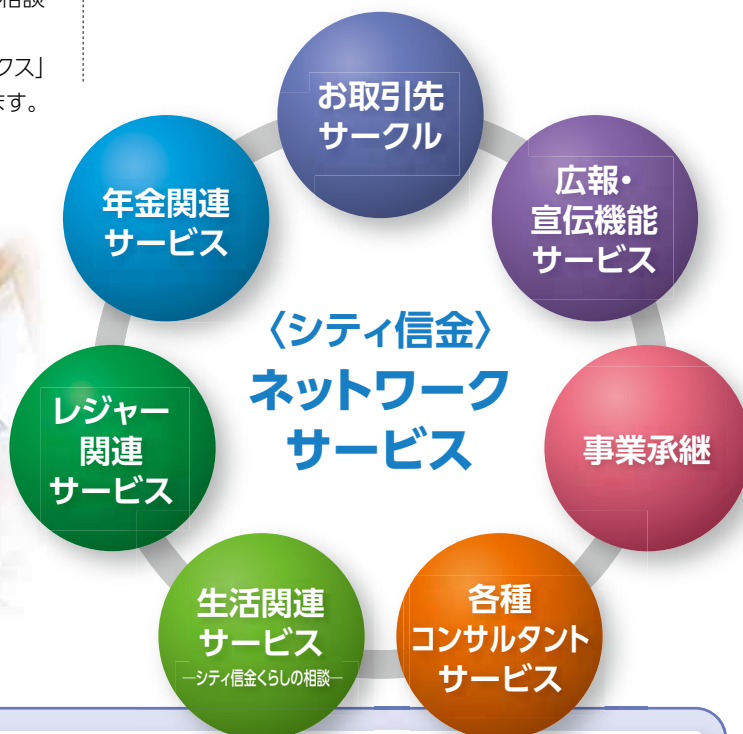 相談
クス」
ます。
お取引先
サークル
広報・
宣伝機能
サービス
年金関連
サービス
〈シティ信金〉
ネットワーク
サービス
事業承継
レジャー
関連
サービス
各種
コンサルタント
サービス
生活関連
サービス
―シティ信金くらしの相談―